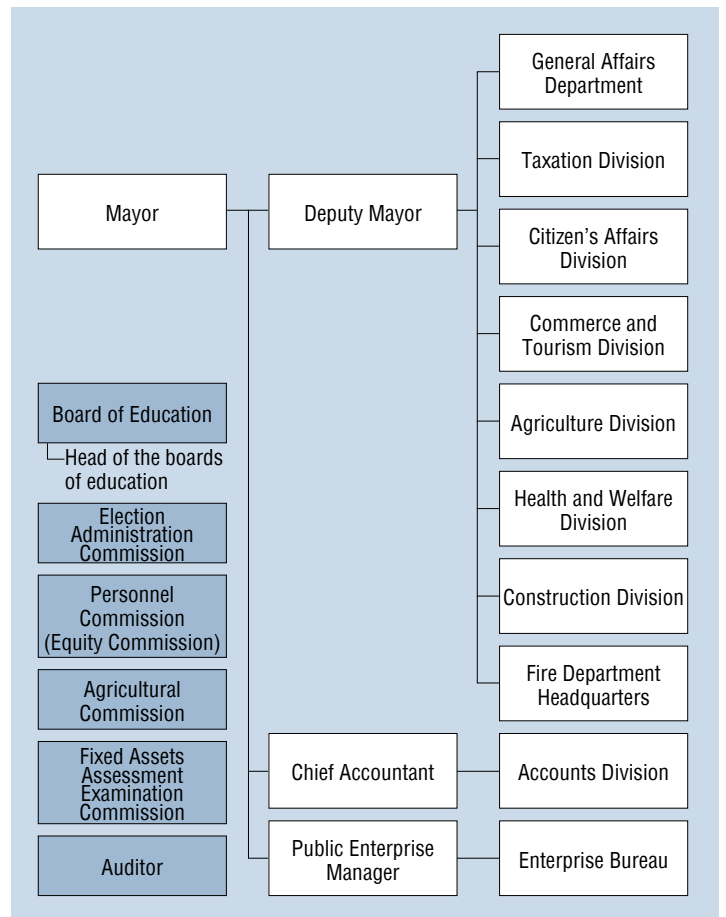 General Affairs
Department
Taxation Division
Mayor
Deputy Mayor
Citizen's Affairs
Division
Commerce and
Tourism Division
Board of Education
Head of the boards
of education
Agriculture Division
Election
Administration
Commission
Health and Welfare
Division
Personnel
Commission
(Equity Commission)
Construction Division
Agricultural
Commission
Fire Department
Headquarters
Fixed Assets
Assessment
Examination
Commission
Chief Accountant
Accounts Division
Auditor
Public Enterprise
Manager
Enterprise Bureau